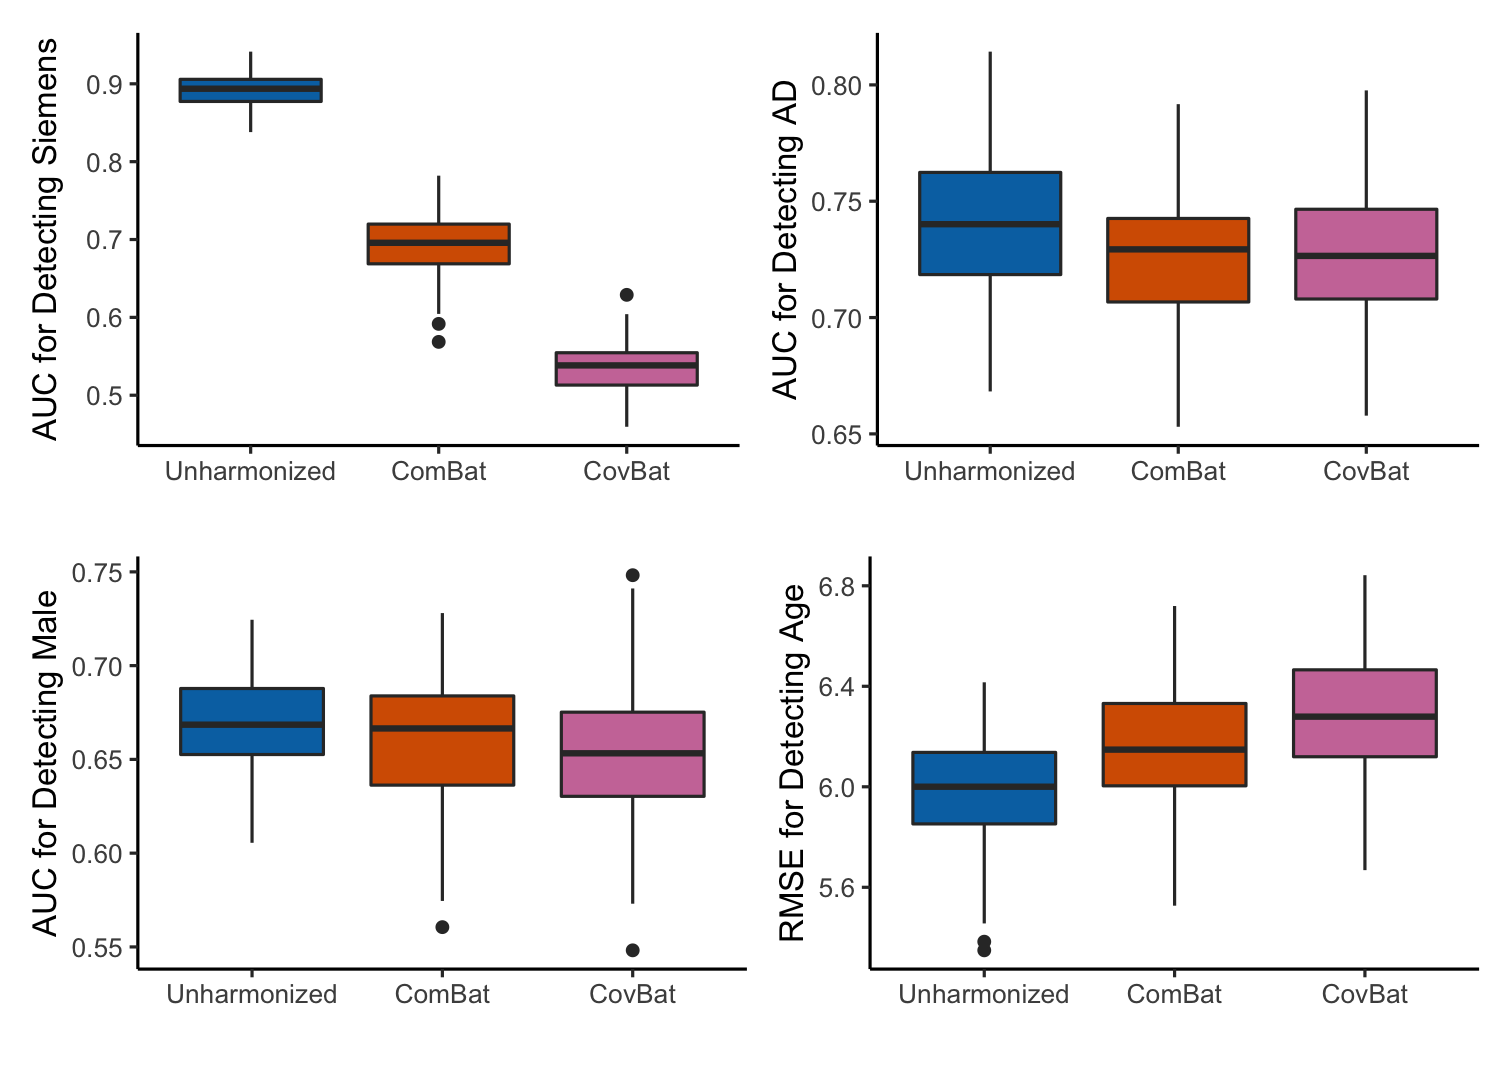 AUC for Detecting Siemens
0.9
0.8
0.7
0.6
0.5
Unharmonized ComBat CovBat
AUC for Detecting AD
0.80
0.75
0.70
0.65
Unharmonized ComBat CovBat
AUC for Detecting Male
0.75
0.70
0.65
0.60
0.55
Unharmonized ComBat CovBat
RMSE for Detecting Age
6.8
6.4
6.0
5.6
Unharmonized ComBat CovBat